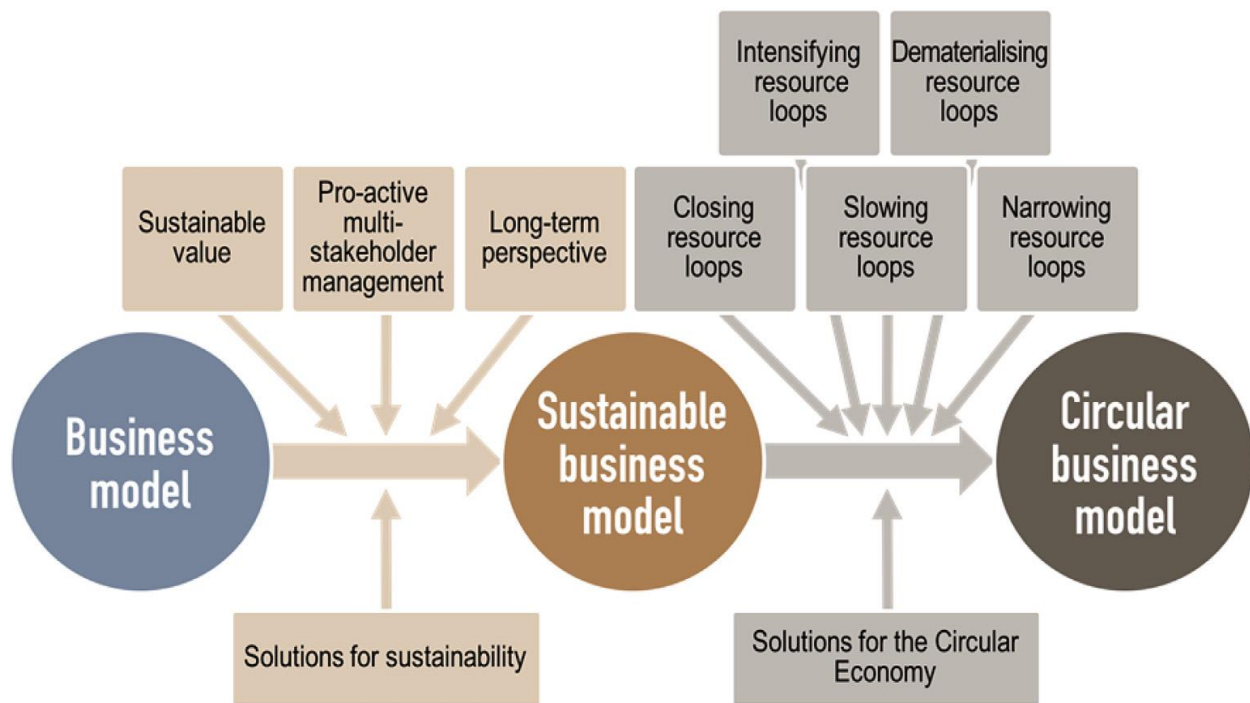 Intensifying
resource
loops
Dematerialising
resource
loops
Sustainable
value
Pro-active
multi-
stakeholder
management
Long-term
perspective
Closing
resource
loops
Slowing
resource
loops
Narrowing
resource
loops
Business
model
Sustainable
business
model
Circular
business
model
Solutions for sustainability
Solutions for the Circular
Economy